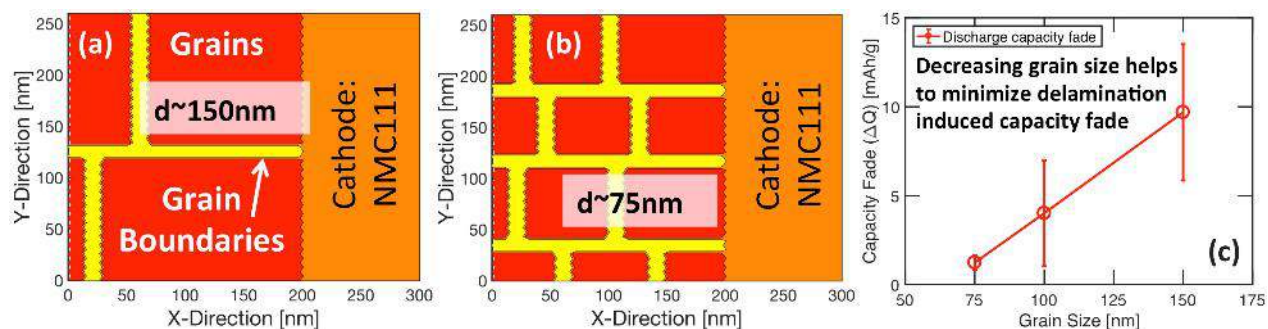 (a)
Grains
d~150nm
Grain
Boundaries
Cathode:
NMC111
Y-Direction [nm]
250
200
150
100
50
0
0 50 100 150 200 250 300
X-Direction [nm]
(b)
d~75nm
Cathode:
NMC111
Y-Direction [nm]
250
200
150
100
50
0
0 50 100 150 200 250 300
X-Direction [nm]
Discharge capacity fade
Decreasing grain size helps
to minimize delamination
induced capacity fade
(c)
Capacity Fade (ΔQ) [mAh/g]
15
10
5
0
50 75 100 125 150 175
Grain Size [nm]